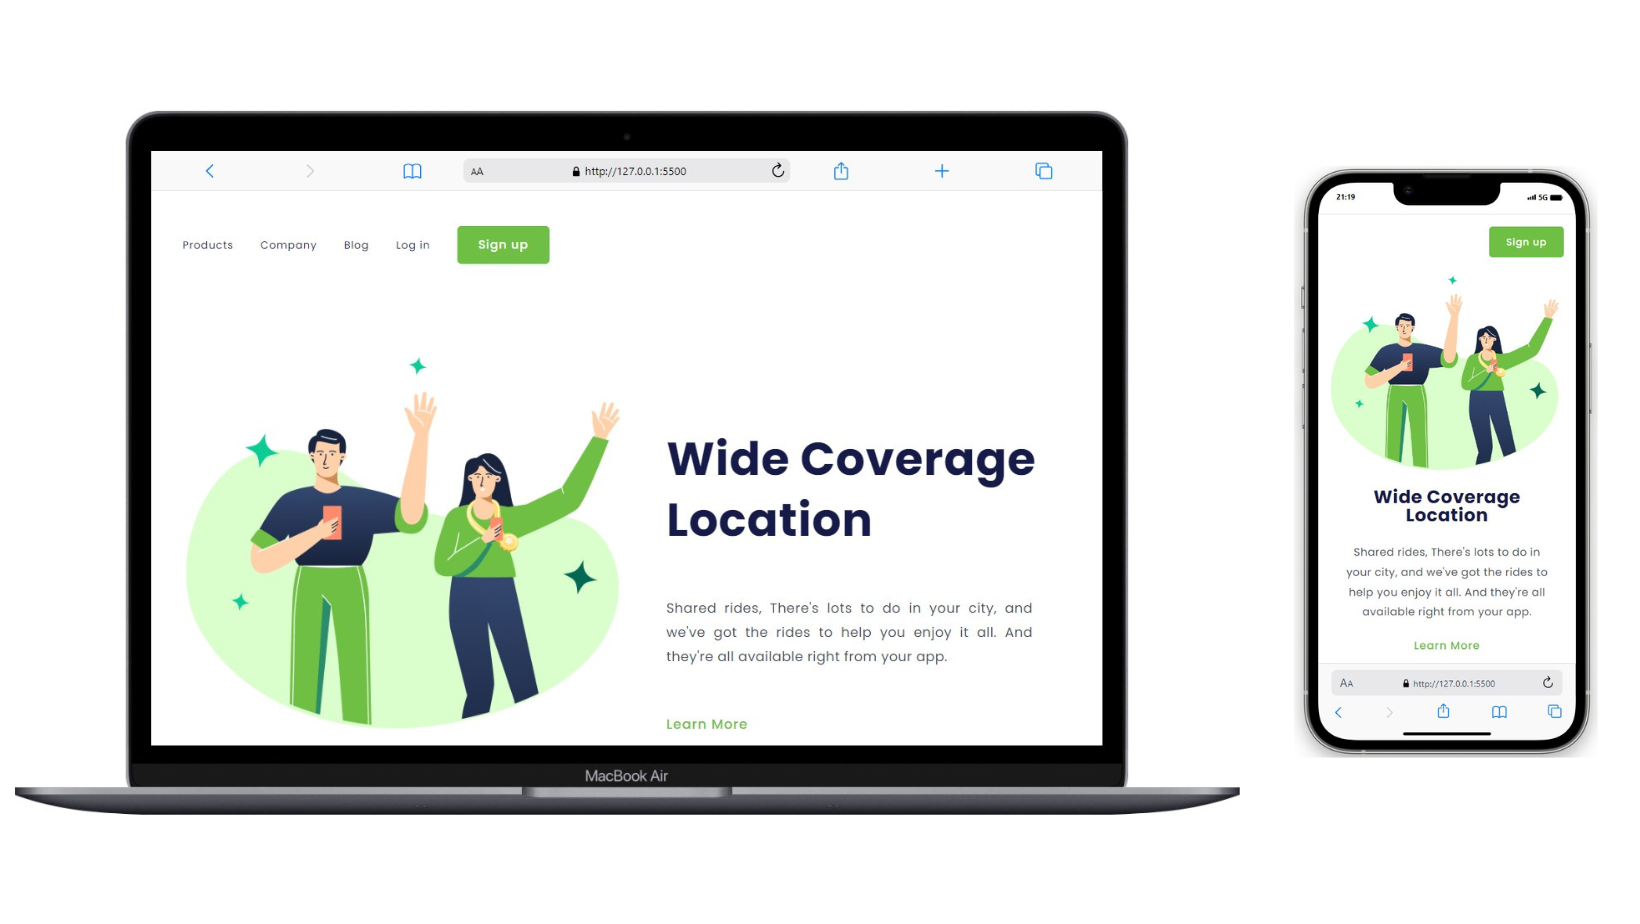 AA http://127.0.0.1:5500
Products Company Blog Log in Sign up
Wide Coverage
Location
Shared rides, There's lots to do in your city, and
we've got the rides to help you enjoy it all. And
they're all available right from your app.
Learn More
MacBook Air
21:19 5G
Sign up
Wide Coverage
Location
Shared rides, There's lots to do in
your city, and we've got the rides to
help you enjoy it all. And they're all
available right from your app.
Learn More
AA http://127.0.0.1:5500